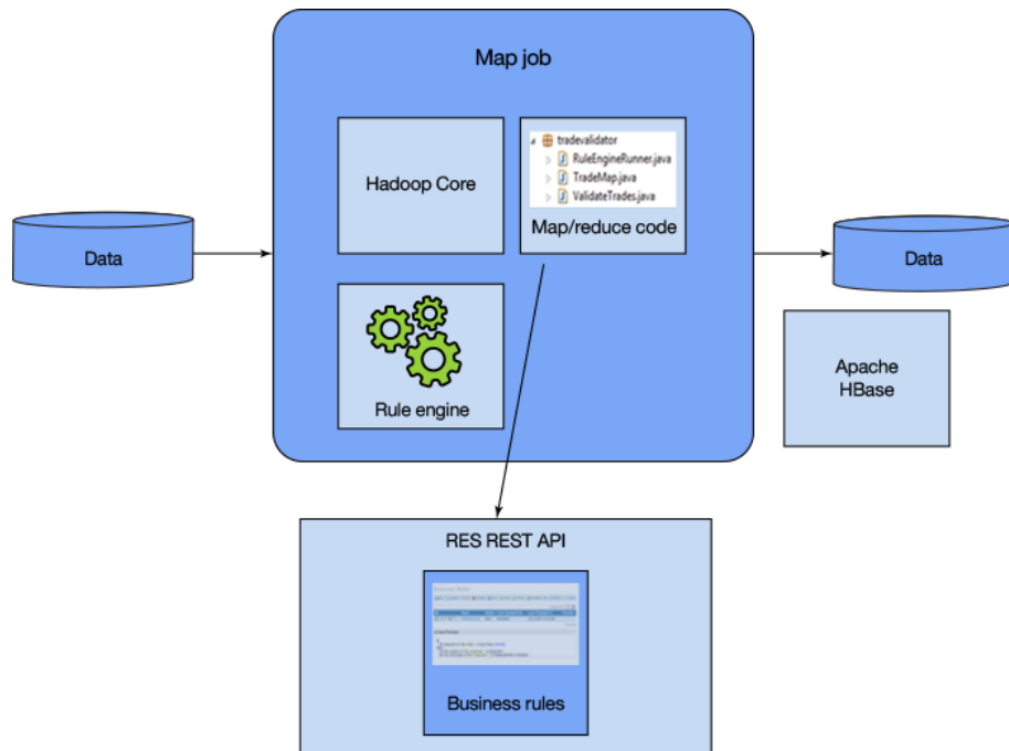 Map job
Hadoop Core
tradevalidator
RuleEngineRunner.java
TradeMap.java
ValidateTrades.java
Map/reduce code
Data
Data
Rule engine
Apache
HBase
RES REST API
Business rules